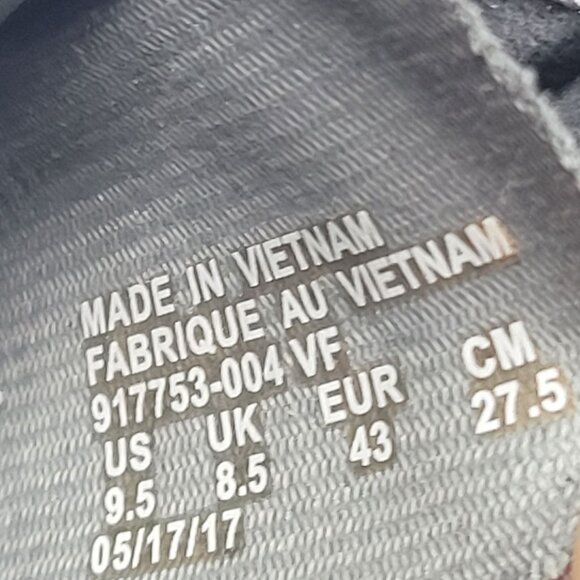 MADE IN VIETNAM
FABRIQUE AU VIETNAM
917753-004 VF
US UK EUR CM
9.5 8.5 43 27.5
05/17/17